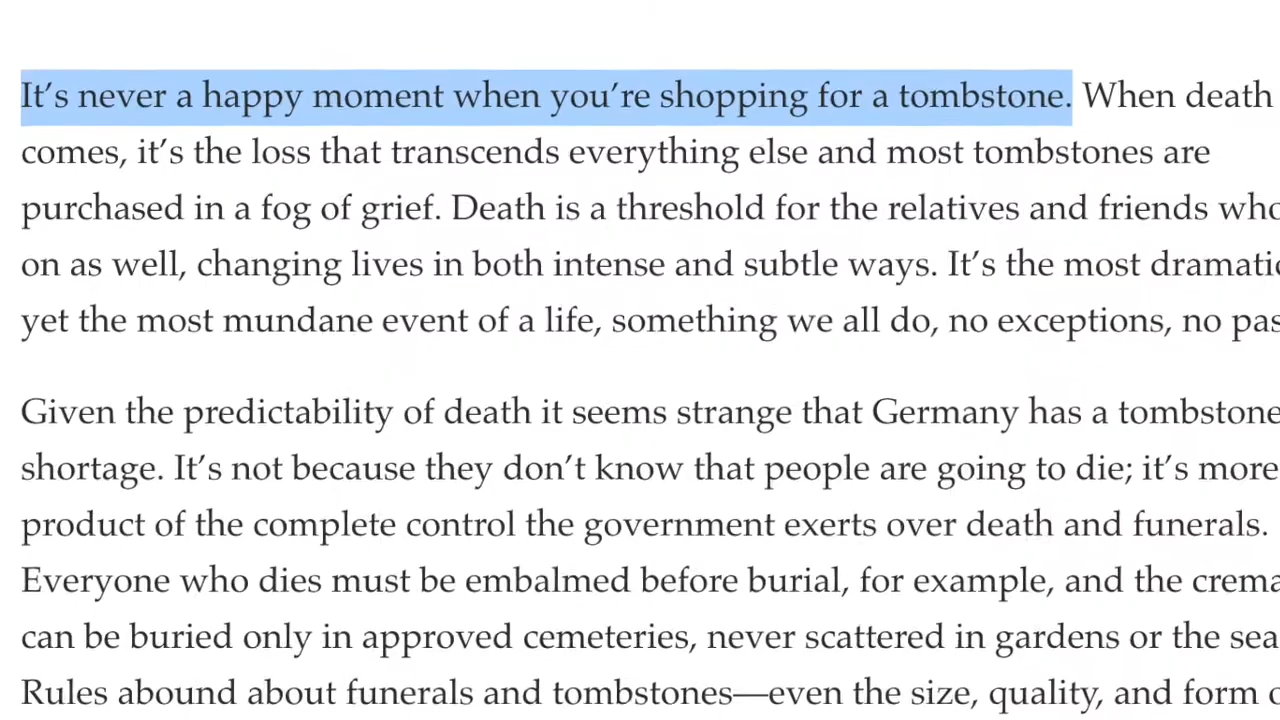 It’s never a happy moment when you’re shopping for a tombstone. When death
comes, it’s the loss that transcends everything else and most tombstones are
purchased in a fog of grief. Death is a threshold for the relatives and friends
on as well, changing lives in both intense and subtle ways. It’s the most
yet the most mundane event of a life, something we all do, no exceptions, no
Given the predictability of death it seems strange that Germany has a tombstone
shortage. It’s not because they don’t know that people are going to die; it’s more
product of the complete control the government exerts over death and funerals.
Everyone who dies must be embalmed before burial, for example, and the
can be buried only in approved cemeteries, never scattered in gardens or the sea
Rules abound about funerals and tombstones—even the size, quality, and form